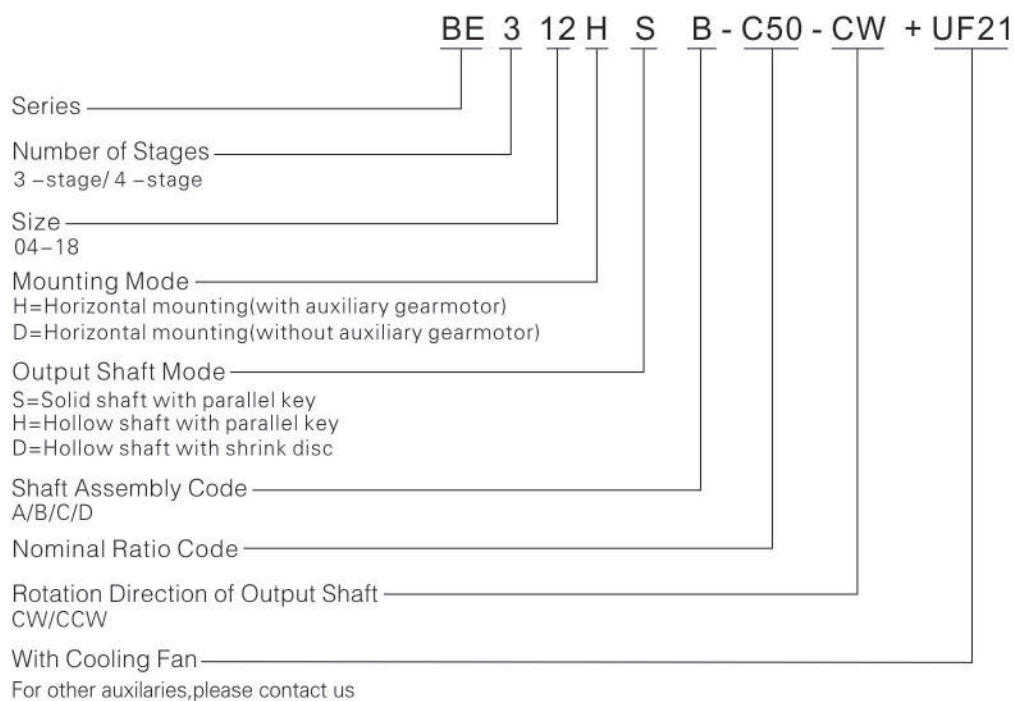 BE 3 12 H S B - C50 - CW + UF21
Series
Number of Stages
3 –stage/ 4 –stage
Size
04–18
Mounting Mode
H=Horizontal mounting(with auxiliary gearmotor)
D=Horizontal mounting(without auxiliary gearmotor)
Output Shaft Mode
S=Solid shaft with parallel key
H=Hollow shaft with parallel key
D=Hollow shaft with shrink disc
Shaft Assembly Code
A/B/C/D
Nominal Ratio Code
Rotation Direction of Output Shaft
CW/CCW
With Cooling Fan
For other auxilaries,please contact us